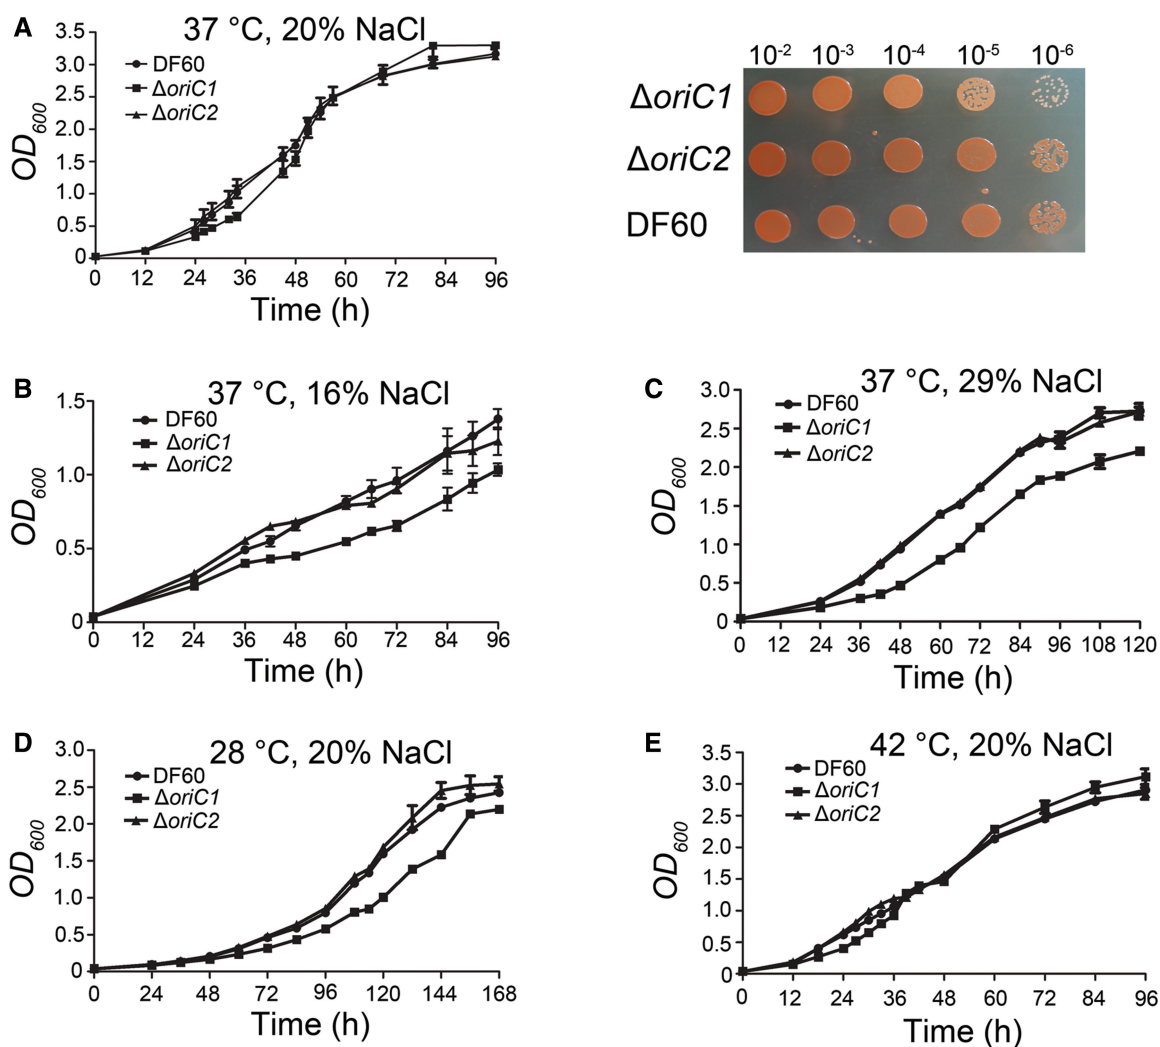 A
37 °C, 20% NaCl
DF60
ΔoriC1
ΔoriC2
OD600
3.5
3.0
2.5
2.0
1.5
1.0
0.5
0
0 12 24 36 48 60 72 84 96
Time (h)
10-2 10-3 10-4 10-5 10-6
ΔoriC1
ΔoriC2
DF60
B
37 °C, 16% NaCl
DF60
ΔoriC1
ΔoriC2
OD600
1.5
1.0
0.5
0
0 12 24 36 48 60 72 84 96
Time (h)
C
37 °C, 29% NaCl
DF60
ΔoriC1
ΔoriC2
OD600
3.0
2.5
2.0
1.5
1.0
0.5
0
0 12 24 36 48 60 72 84 96 108 120
Time (h)
D
28 °C, 20% NaCl
DF60
ΔoriC1
ΔoriC2
OD600
3.0
2.5
2.0
1.5
1.0
0.5
0
0 24 48 72 96 120 144 168
Time (h)
E
42 °C, 20% NaCl
DF60
ΔoriC1
ΔoriC2
OD600
3.5
3.0
2.5
2.0
1.5
1.0
0.5
0
0 12 24 36 48 60 72 84 96
Time (h)